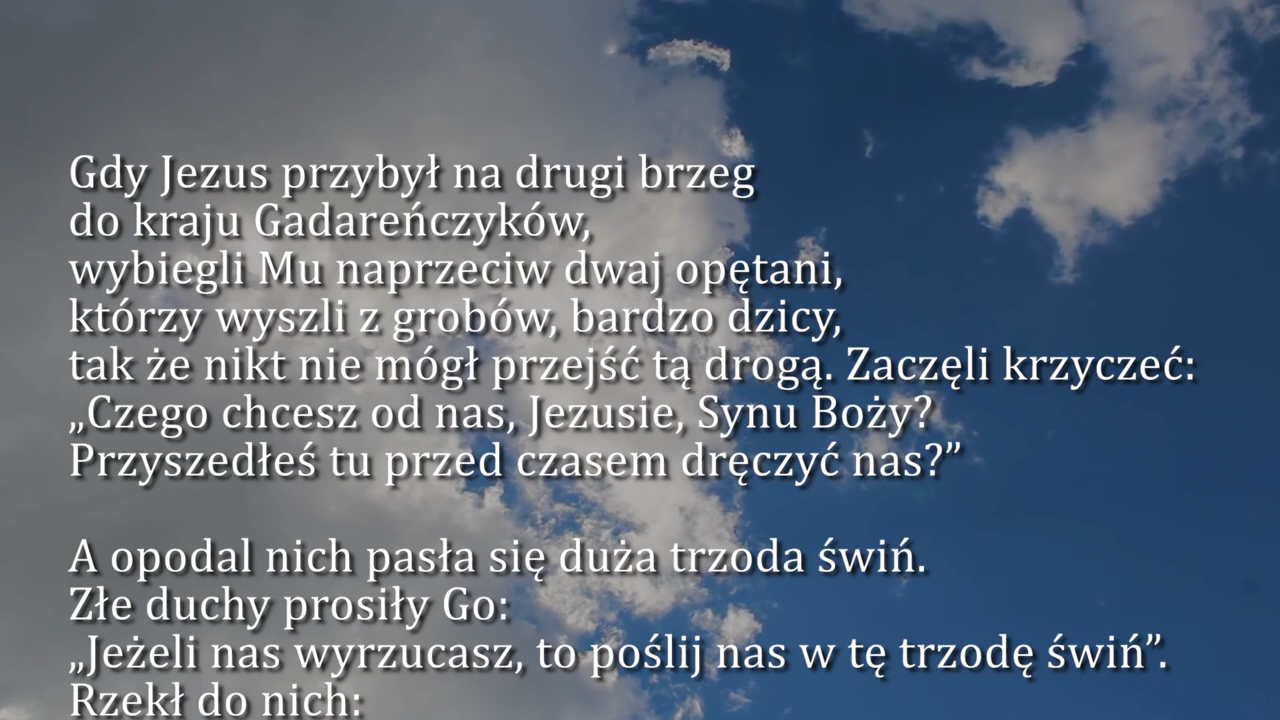 Gdy Jezus przybył na drugi brzeg
do kraju Gadareńczyków,
wybiegli Mu naprzeciw dwaj opętani,
którzy wyszli z grobów, bardzo dzicy,
tak że nikt nie mógł przejść tą drogą. Zaczęli krzyczeć:
„Czego chcesz od nas, Jezusie, Synu Boży?
Przyszedłeś tu przed czasem dręczyć nas?”
A opodal nich pasła się duża trzoda świń.
Złe duchy prosiły Go:
„Jeżeli nas wyrzucasz, to poślij nas w tę trzodę świń”.
Rzekł do nich: